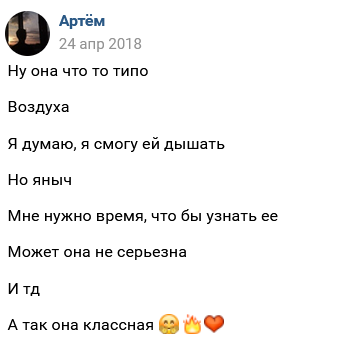 Артём
24 апр 2018
Ну она что то типо
Воздуха
Я думаю, я смогу ей дышать
Но яныч
Мне нужно время, что бы узнать ее
Может она не серьезна
И тд
А так она классная 🤗🔥❤